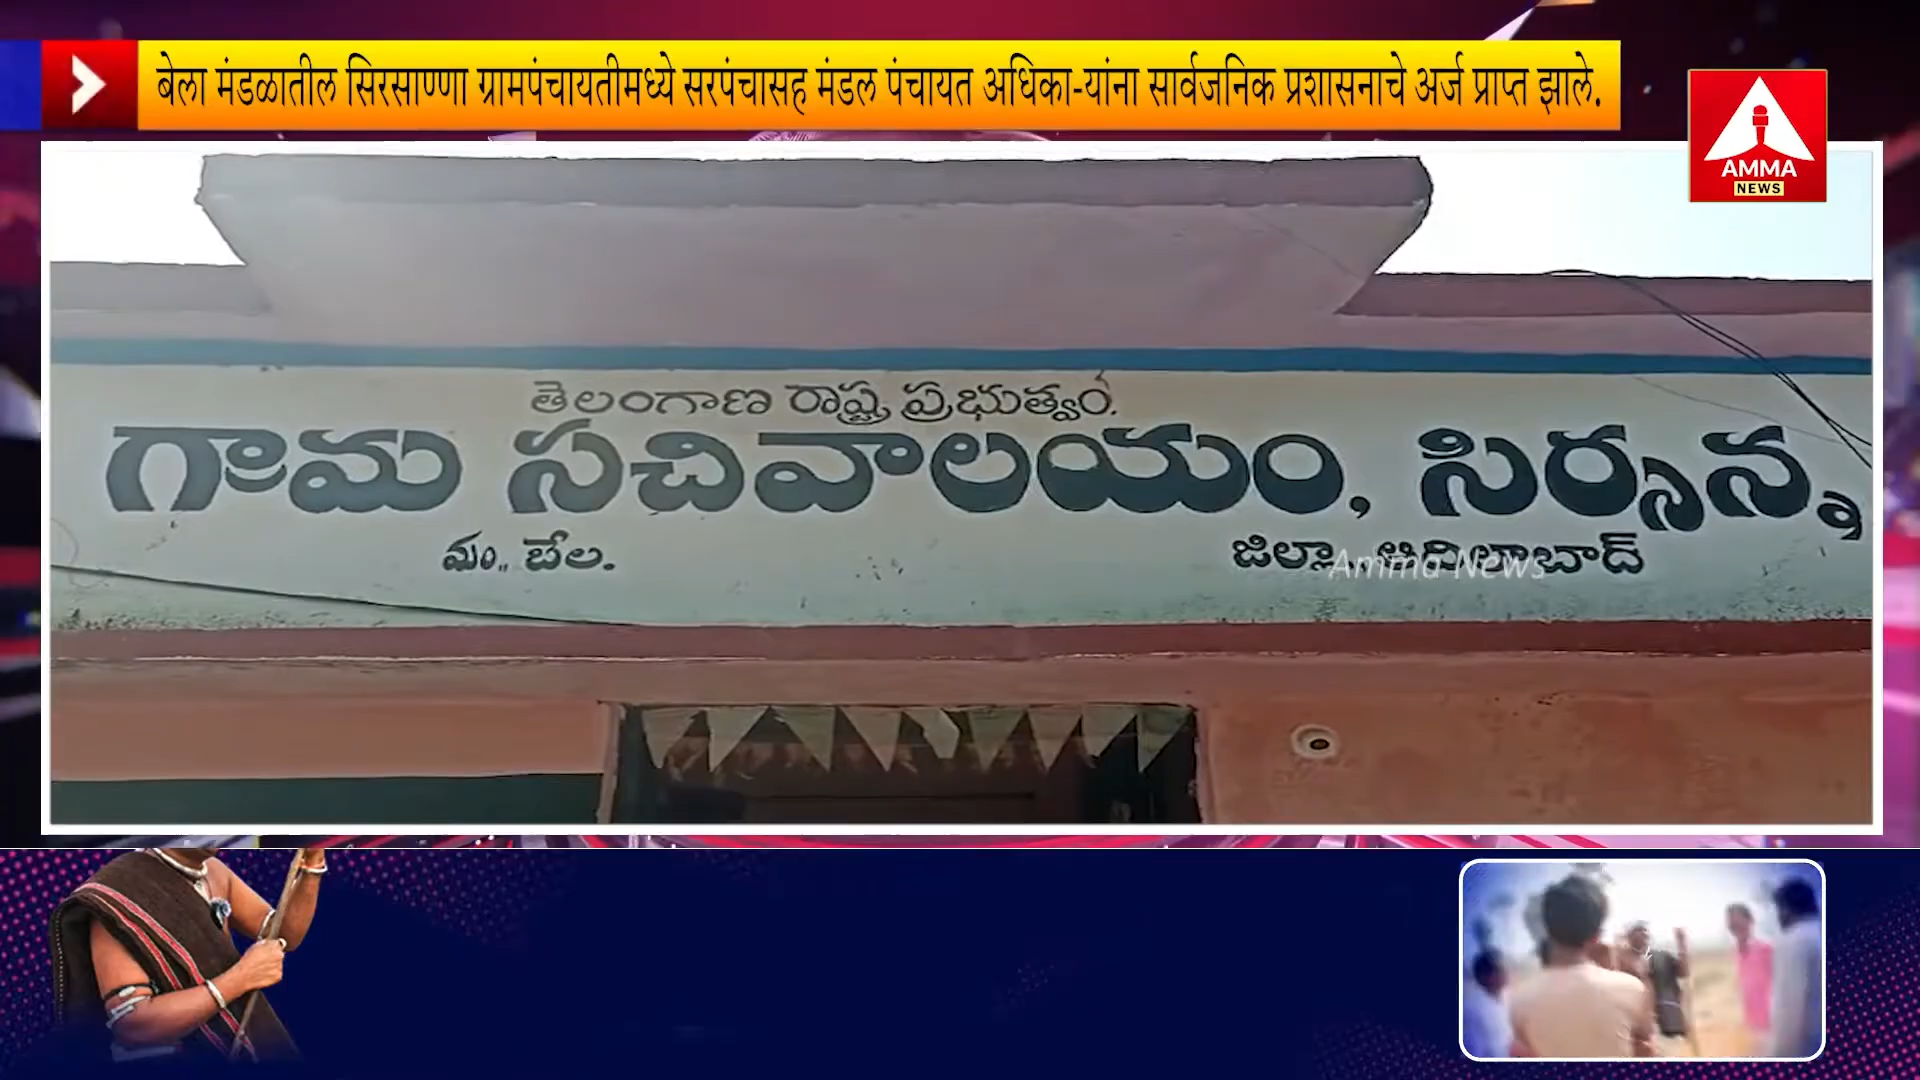 बेला मंडळातील सिरसाण्णा ग्रामपंचायतीमध्ये सरपंचासह मंडल पंचायत अधिका-यांना सार्वजनिक प्रशासनाचे अर्ज प्राप्त झाले.
AMMA
NEWS
తెలంగాణ రాష్ట్ర ప్రభుత్వం.
గ్రామ సచివాలయం, సిర్సన్న
మం.. బేల.
జిల్లా.. ఆదిలాబాద్
Amma News